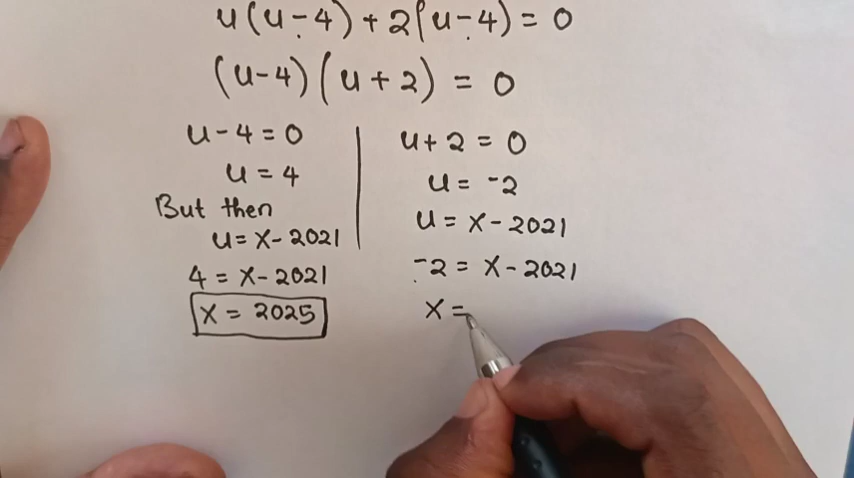 u(u-4)+2(u-4)=0
(u-4)(u+2)=0
u-4=0
u=4
But then
u=x-2021
4=x-2021
x=2025
u+2=0
u=-2
u=x-2021
-2=x-2021
x=